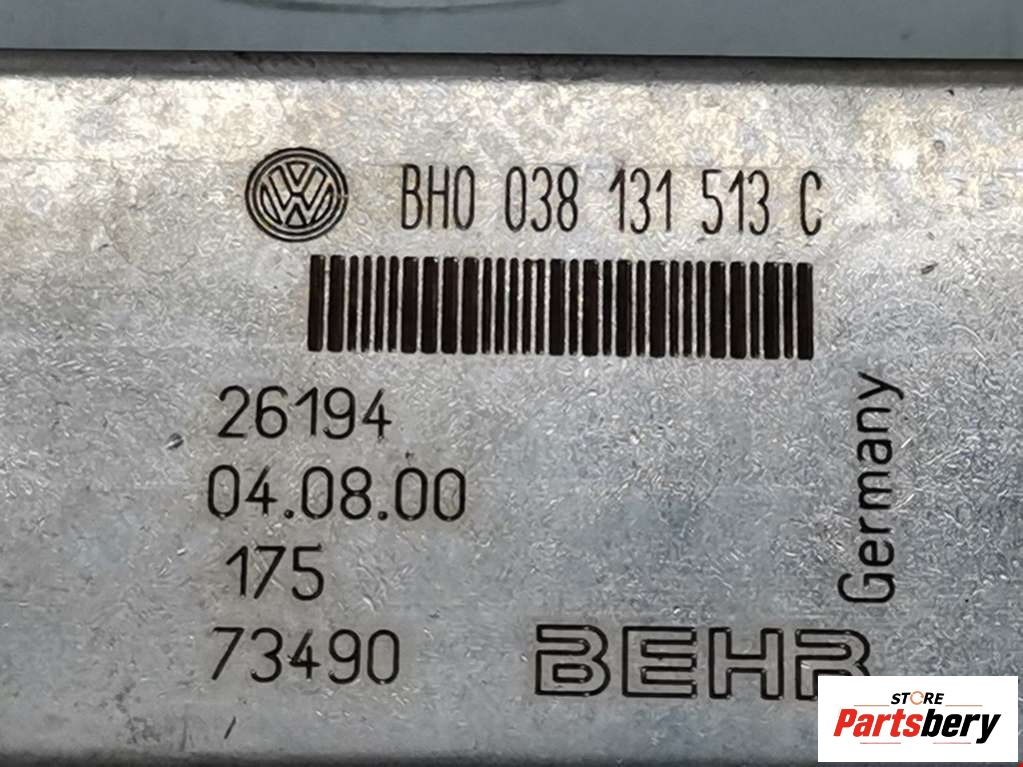 BH0 038 131 513 C
26194
04.08.00
175
73490
Germany
BEHR
STORE
Partsbery